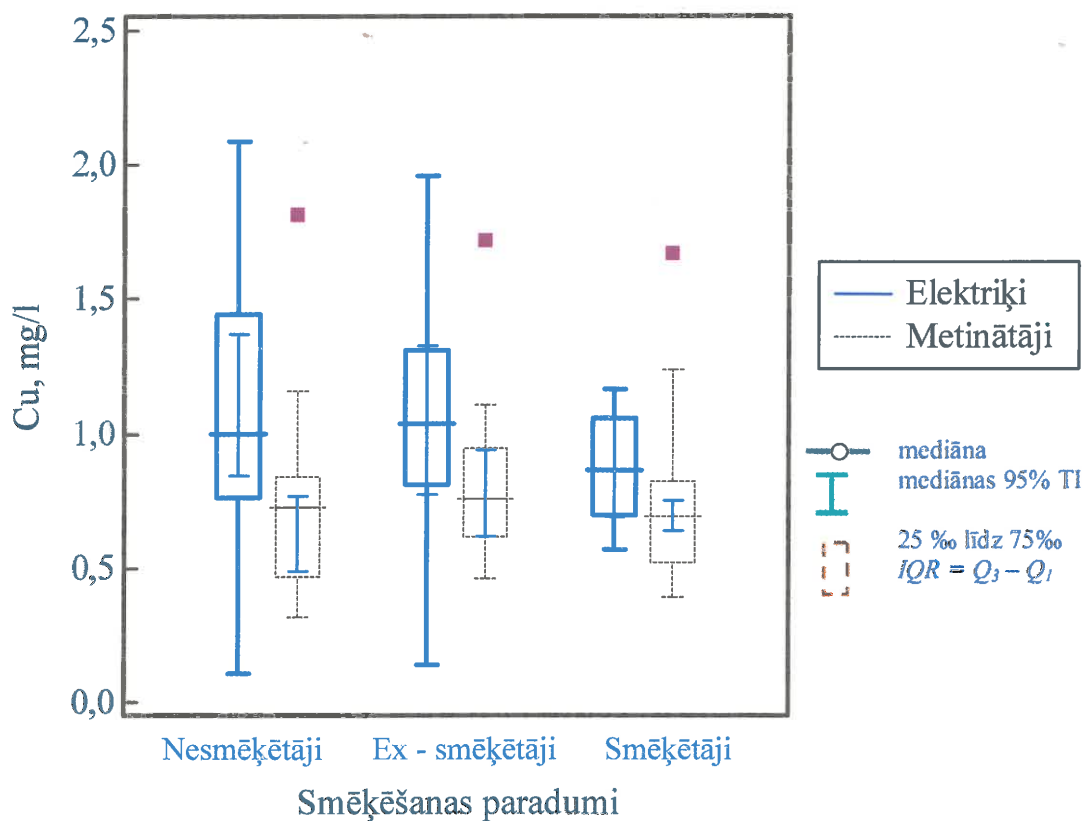 2,5
2,0
1,5
1,0
0,5
0,0
Cu, mg/l
Nesmēķētāji
Ex - smēķētāji
Smēķētāji
Smēķēšanas paradumi
Elektriķi
Metinātāji
mediāna
mediānas 95% TI
25 ‰ līdz 75‰
IQR = Q₃ – Q₁